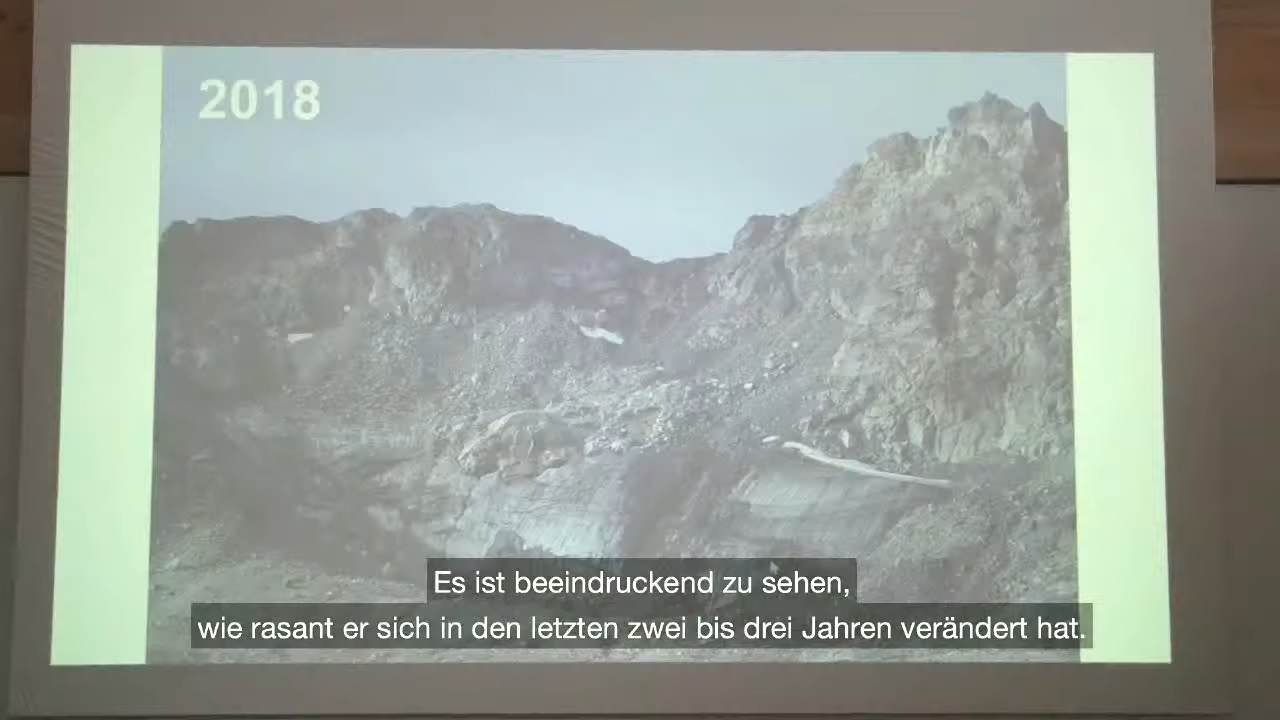 2018
Es ist beeindruckend zu sehen,
wie rasant er sich in den letzten zwei bis drei Jahren verändert hat.